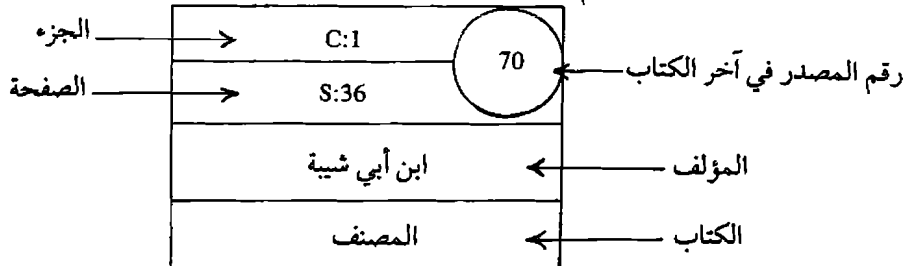 الجزء C:1
70 رقم المصدر في آخر الكتاب
الصفحة S:36
المؤلف ابن أبي شيبة
الكتاب المصنف